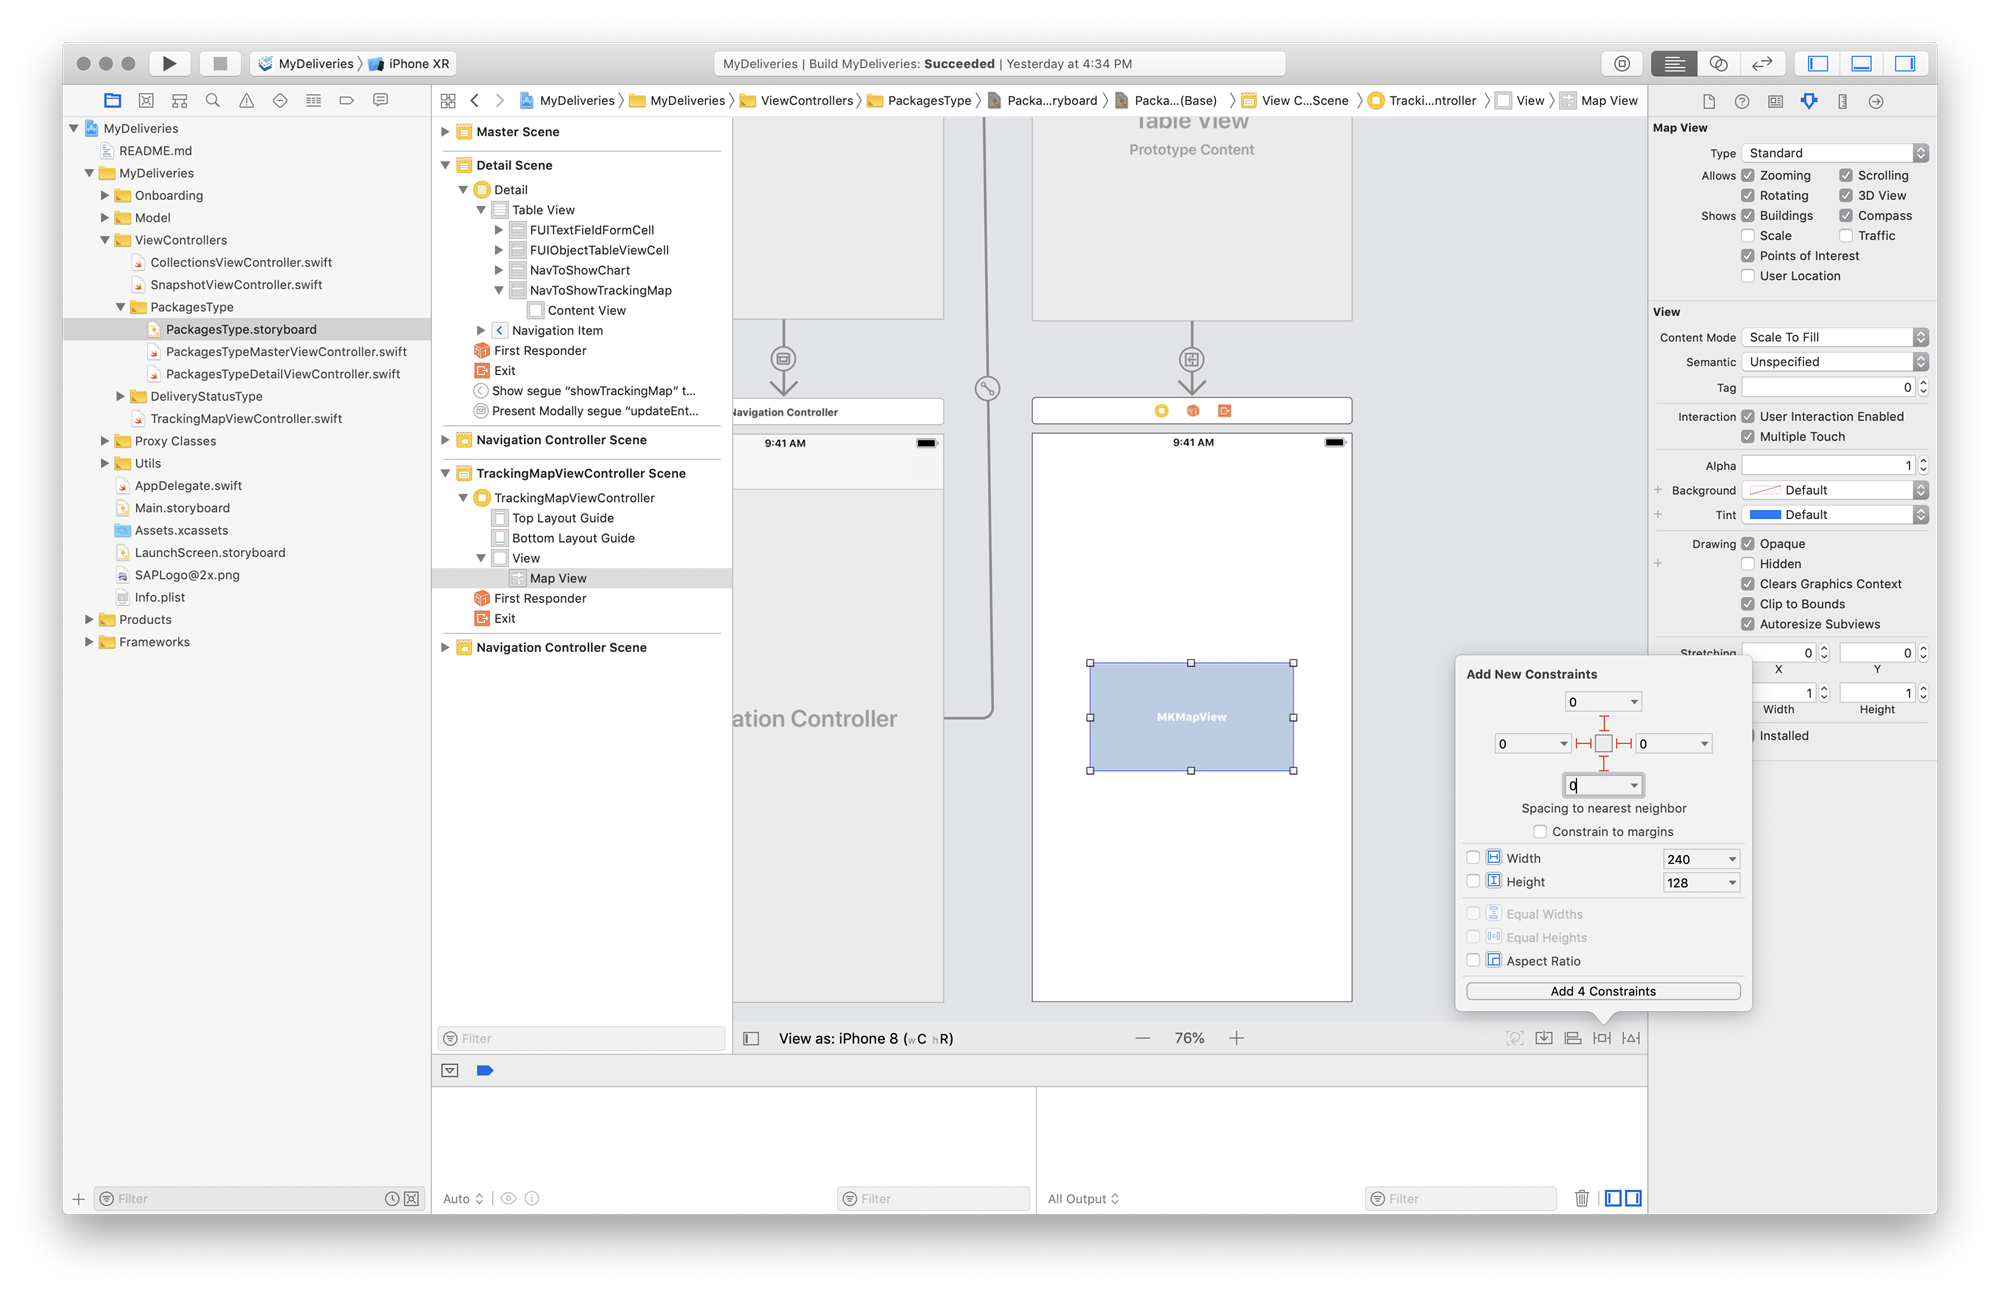 MyDeliveries
iPhone XR
MyDeliveries | Build MyDeliveries: Succeeded | Yesterday at 4:34 PM
MyDeliveries
README.md
MyDeliveries
Onboarding
Model
ViewControllers
CollectionsViewController.swift
SnapshotViewController.swift
PackagesType
PackagesType.storyboard
PackagesTypeMasterViewController.swift
PackagesTypeDetailViewController.swift
DeliveryStatusType
TrackingMapViewController.swift
Proxy Classes
Utils
AppDelegate.swift
Main.storyboard
Assets.xcassets
LaunchScreen.storyboard
SAPLogo@2x.png
Info.plist
Products
Frameworks
Filter
MyDeliveries
MyDeliveries
ViewControllers
PackagesType
Packa...ryboard
Packa...(Base)
View C...Scene
Tracki...ntroller
View
Map View
Master Scene
Detail Scene
Detail
Table View
FUITextFieldFormCell
FUIObjectTableViewCell
NavToShowChart
NavToShowTrackingMap
Content View
Navigation Item
First Responder
Exit
Show segue “showTrackingMap” t...
Present Modally segue “updateEnt...
Navigation Controller Scene
TrackingMapViewController Scene
TrackingMapViewController
Top Layout Guide
Bottom Layout Guide
View
Map View
First Responder
Exit
Navigation Controller Scene
Filter
Table View
Prototype Content
Navigation Controller
9:41 AM
ation Controller
9:41 AM
MKMapView
View as: iPhone 8 (wC hR)
76%
Add New Constraints
0
0
0
0
Spacing to nearest neighbor
Constrain to margins
Width 240
Height 128
Equal Widths
Equal Heights
Aspect Ratio
Add 4 Constraints
Map View
Type Standard
Allows Zooming Scrolling
Rotating 3D View
Shows Buildings Compass
Scale Traffic
Points of Interest
User Location
View
Content Mode Scale To Fill
Semantic Unspecified
Tag 0
Interaction User Interaction Enabled
Multiple Touch
Alpha 1
Background Default
Tint Default
Drawing Opaque
Hidden
Clears Graphics Context
Clip to Bounds
Autoresize Subviews
Stretching 0 0
X Y
1 1
Width Height
Installed
Auto
Filter
All Output
Filter